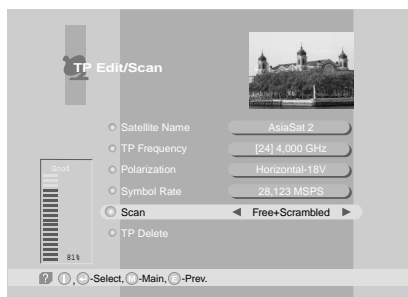 TP Edit/Scan
Satellite Name AsiaSat 2
TP Frequency [24] 4.000 GHz
Polarization Horizontal-18V
Symbol Rate 28,123 MSPS
Scan Free+Scrambled
TP Delete
Good
81%
? , -Select, M -Main, E -Prev.